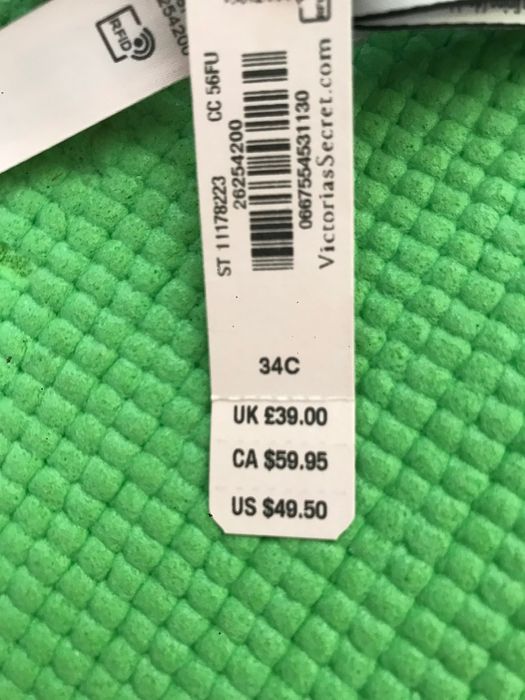 RFID
254200
ST 11178223 CC 56FU
26254200
0667554531130
VictoriasSecret.com
34C
UK £39.00
CA $59.95
US $49.50